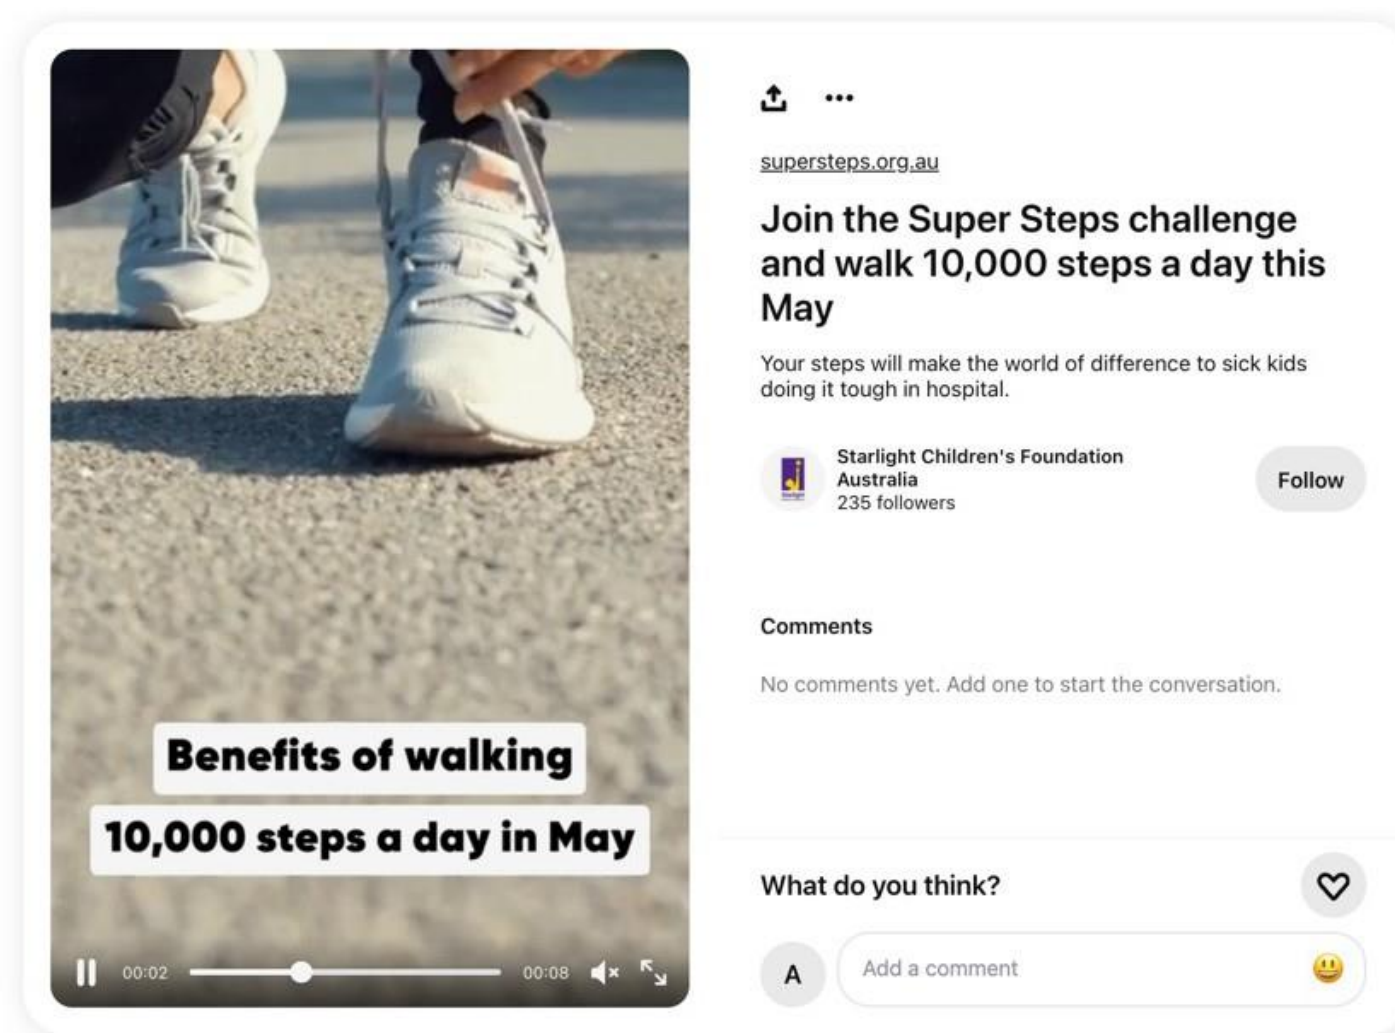 supersteps.org.au
Join the Super Steps challenge
and walk 10,000 steps a day this
May
Your steps will make the world of difference to sick kids
doing it tough in hospital.
Starlight Children's Foundation
Australia
235 followers
Follow
Comments
No comments yet. Add one to start the conversation.
Benefits of walking
10,000 steps a day in May
00:02
00:08
What do you think?
A
Add a comment